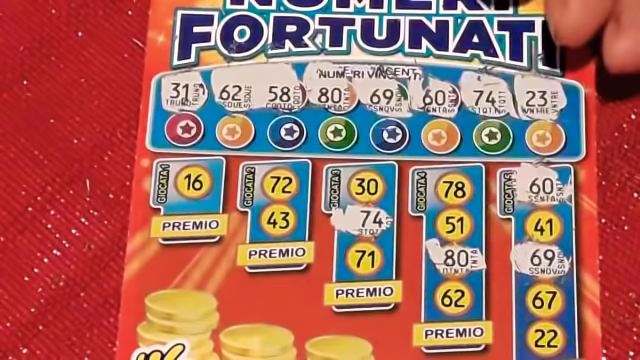 NUMERI
FORTUNATI
NUMERI VINCENTI
31 62 58 80 69 60 74 23
GIOCATA 1 16 PREMIO
GIOCATA 2 72 43 PREMIO
GIOCATA 3 30 74 71 PREMIO
GIOCATA 4 78 51 80 62 PREMIO
60 41 69 67 22